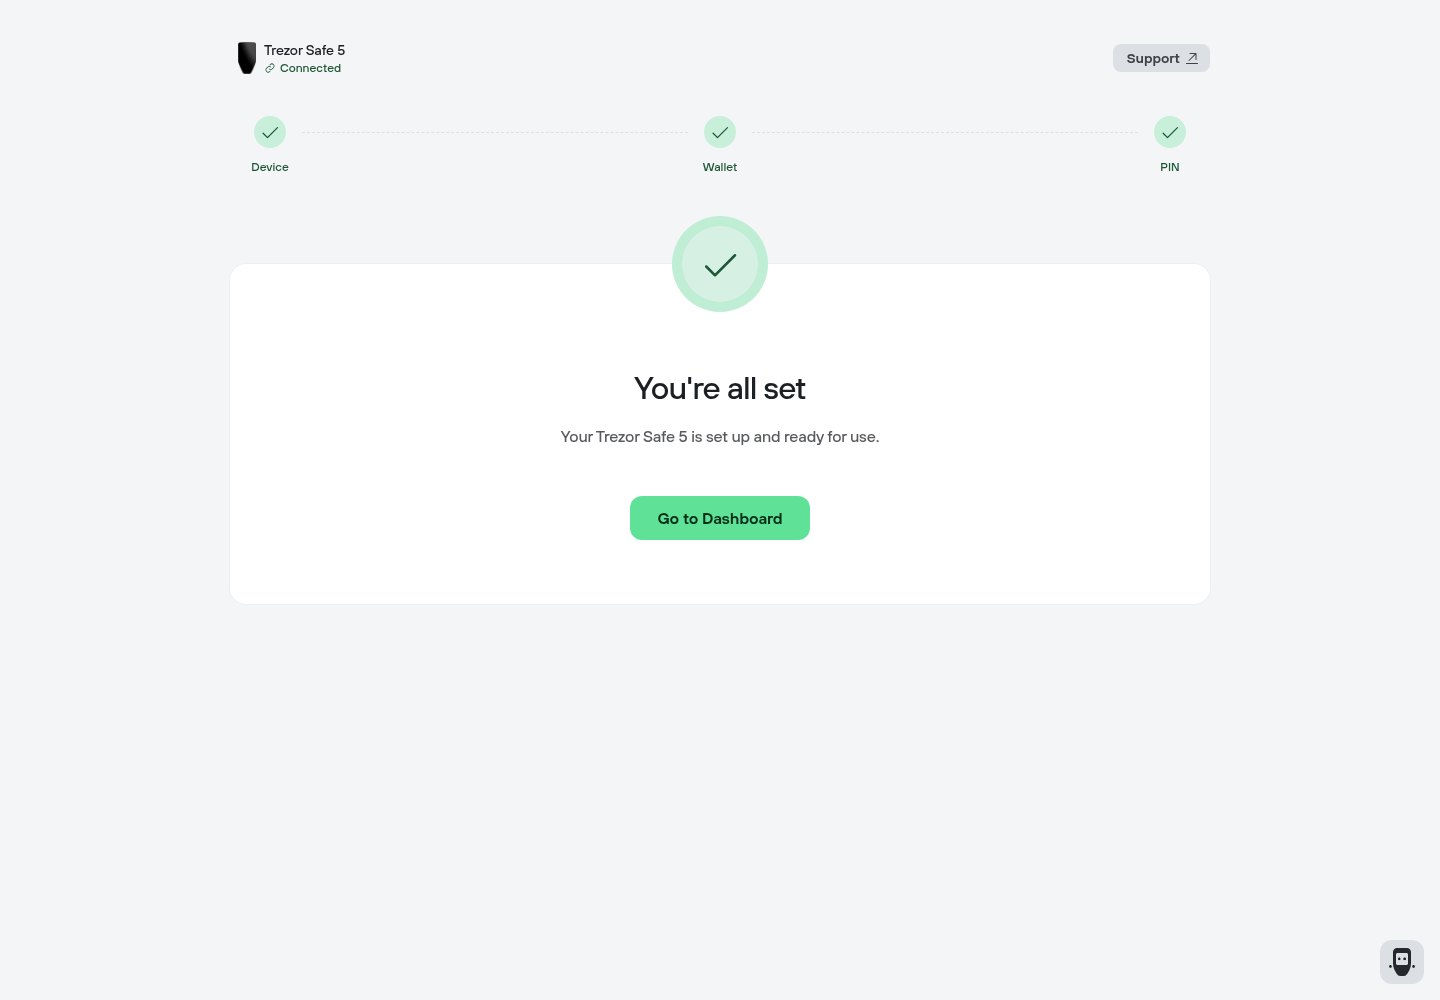 Trezor Safe 5
Connected
Support
Device
Wallet
PIN
You're all set
Your Trezor Safe 5 is set up and ready for use.
Go to Dashboard